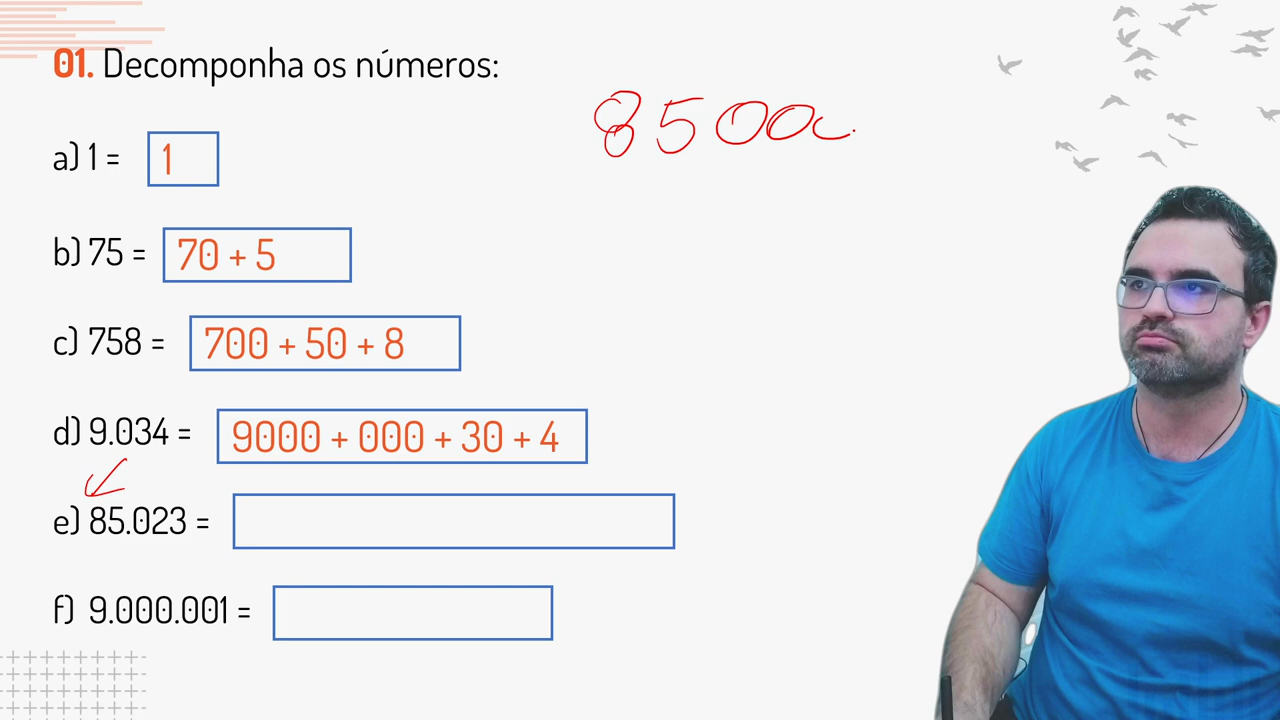 01. Decomponha os números:
8500
a) 1 = 1
b) 75 = 70 + 5
c) 758 = 700 + 50 + 8
d) 9.034 = 9000 + 000 + 30 + 4
e) 85.023 =
f) 9.000.001 =